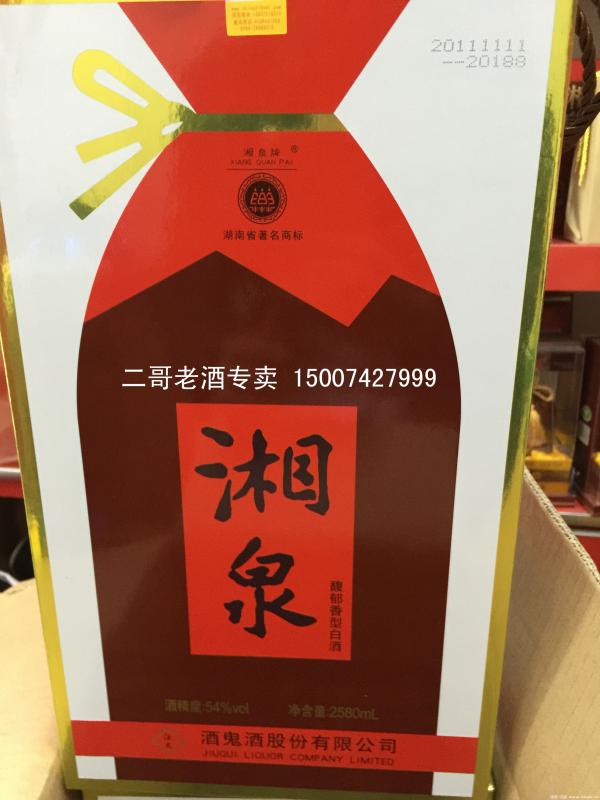 20111111
--20188
湘泉牌 ®
XIANG QUAN PAI
湖南省著名商标
二哥老酒专卖 15007427999
湘泉
馥郁香型白酒
酒精度:54%vol 净含量:2580mL
酒鬼酒股份有限公司
JIUQUI LIQUOR COMPANY LIMITED